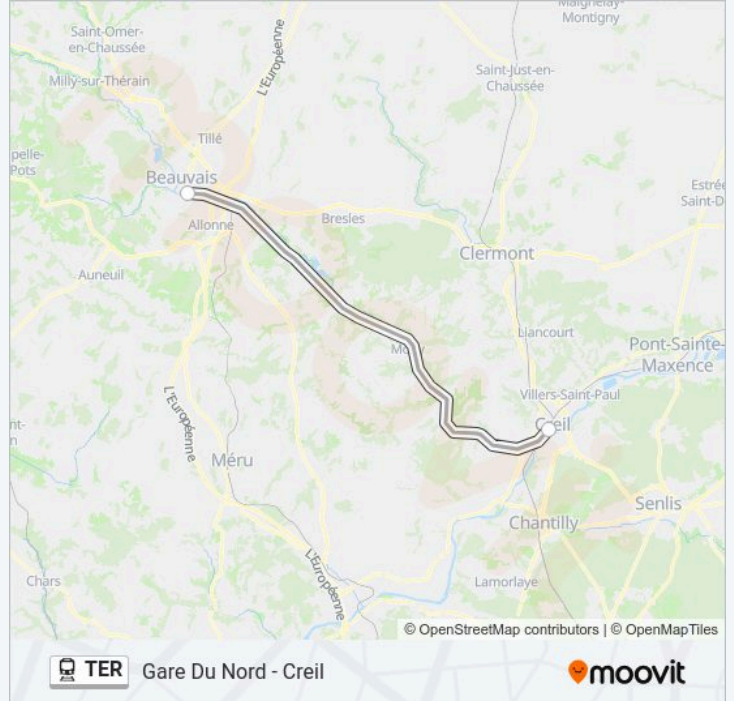 Maignelay-
Montigny
Saint-Omer-
en-Chaussée
L'Européenne
Milly-sur-Thérain
Saint-Just-en-
Chaussée
Tillé
pelle-
Pots
Beauvais
Estrée
Saint-D
Bresles
Allonne
Clermont
Auneuil
Liancourt
Pont-Sainte-
Maxence
Villers-Saint-Paul
L'Européenne
nt-
n
Méru
Senlis
Chantilly
L'Européenne
Chars
Lamorlaye
© OpenStreetMap contributors | © OpenMapTiles
TER Gare Du Nord - Creil
moovit